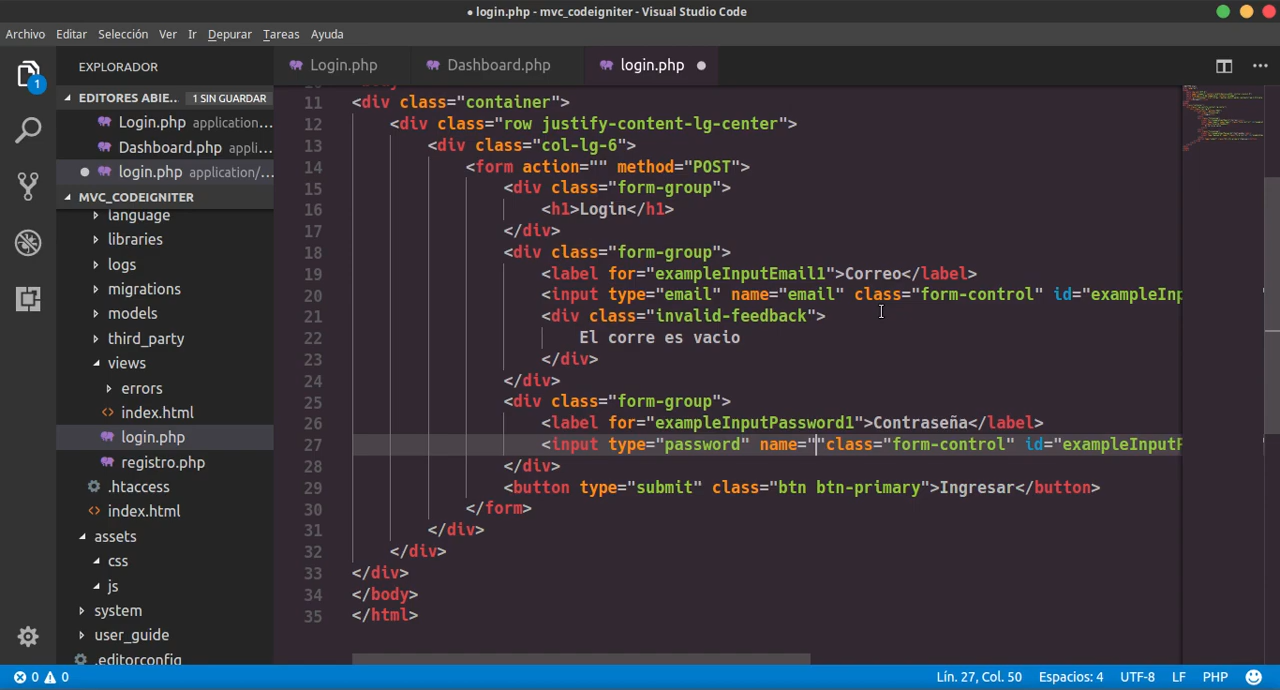 ● login.php - mvc_codeigniter - Visual Studio Code
Archivo Editar Selección Ver Ir Depurar Tareas Ayuda
EXPLORADOR
Login.php Dashboard.php login.php
1
EDITORES ABIE... 1 SIN GUARDAR
Login.php application...
Dashboard.php appli...
login.php application/...
MVC_CODEIGNITER
language
libraries
logs
migrations
models
third_party
views
errors
index.html
login.php
registro.php
.htaccess
index.html
assets
css
js
system
user_guide
.editorconfig
11 <div class="container">
12 <div class="row justify-content-lg-center">
13 <div class="col-lg-6">
14 <form action="" method="POST">
15 <div class="form-group">
16 <h1>Login</h1>
17 </div>
18 <div class="form-group">
19 <label for="exampleInputEmail1">Correo</label>
20 <input type="email" name="email" class="form-control" id="exampleInp
21 <div class="invalid-feedback">
22 El corre es vacio
23 </div>
24 </div>
25 <div class="form-group">
26 <label for="exampleInputPassword1">Contraseña</label>
27 <input type="password" name=""class="form-control" id="exampleInputP
28 </div>
29 <button type="submit" class="btn btn-primary">Ingresar</button>
30 </form>
31 </div>
32 </div>
33 </div>
34 </body>
35 </html>
0 0 Lín. 27, Col. 50 Espacios: 4 UTF-8 LF PHP